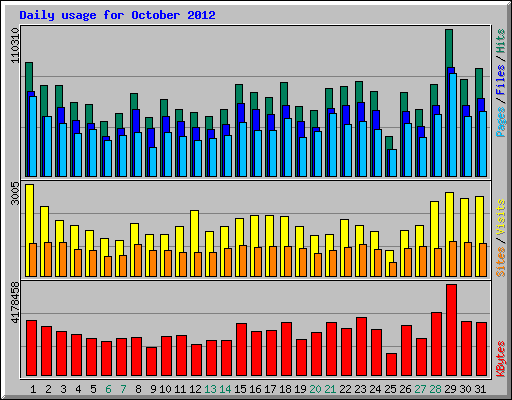 Daily usage for October 2012
110310
Pages / Files / Hits
3005
Sites / Visits
4178458
KBytes
1 2 3 4 5 6 7 8 9 10 11 12 13 14 15 16 17 18 19 20 21 22 23 24 25 26 27 28 29 30 31